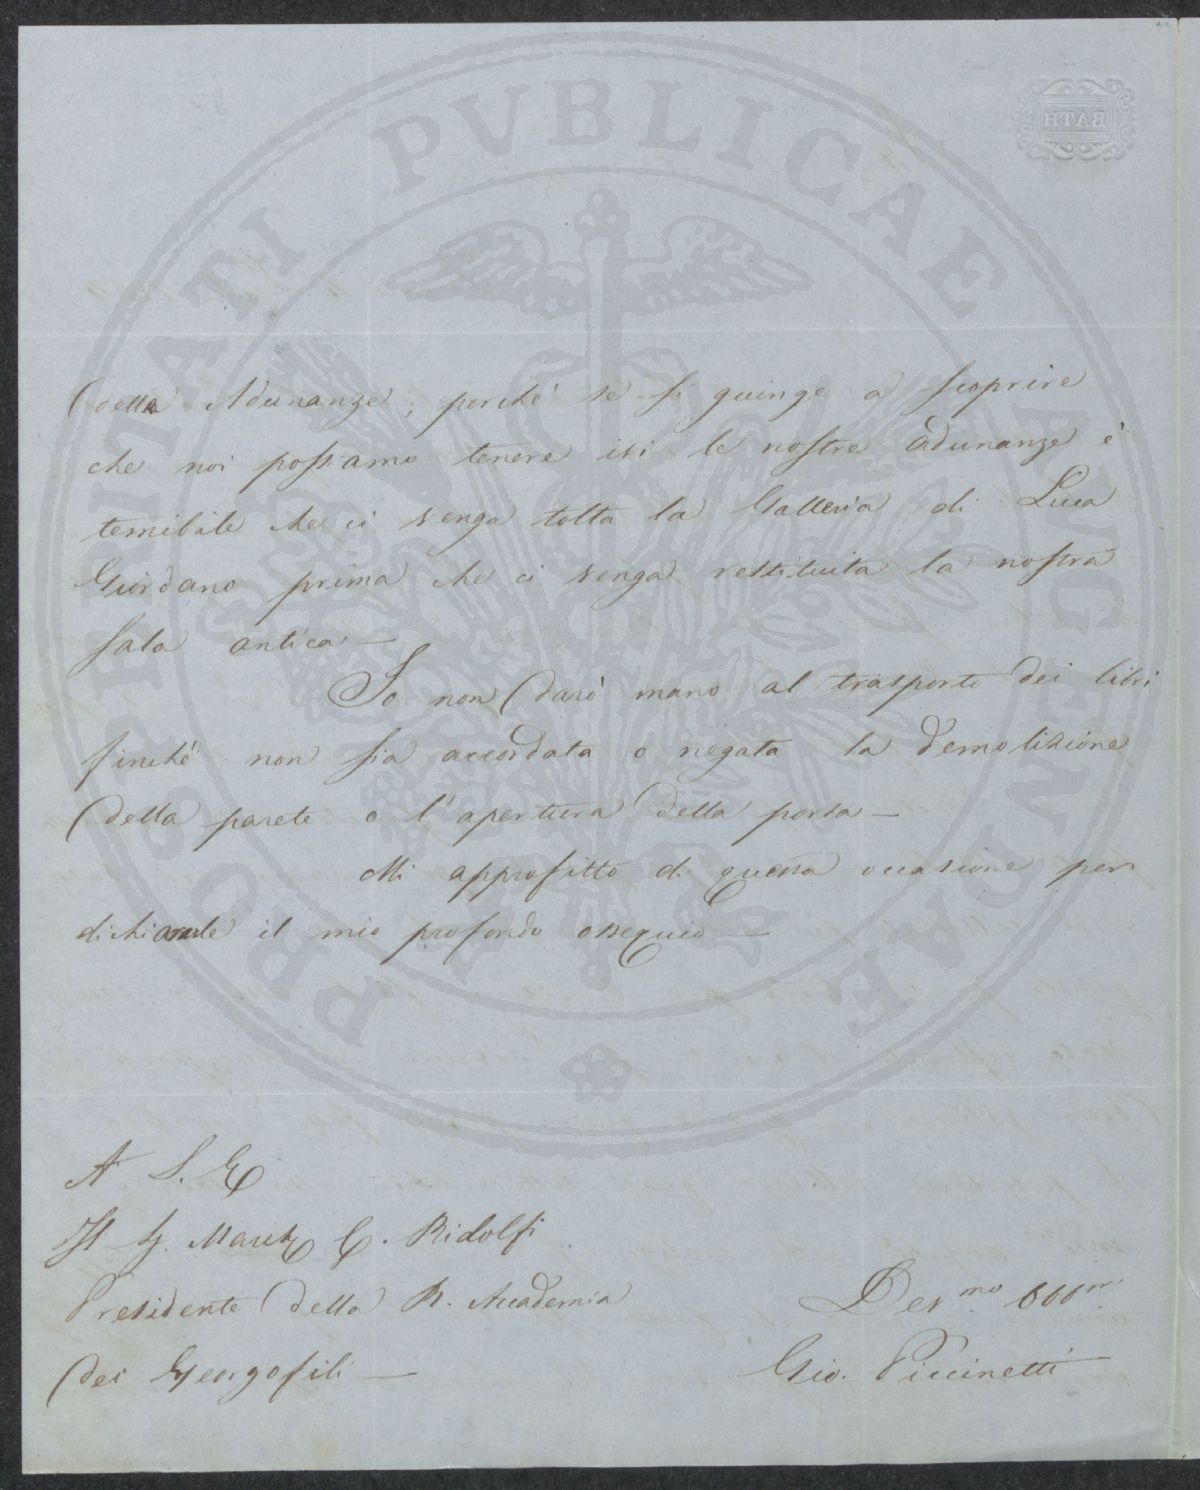 BATH
PROSPERITATI PVBLICAE AVGENDAE
della Adunanze, perchè se si giunge a scoprire
che noi possiamo tenere ivi le nostre adunanze è
temibile che ci venga tolta la Galleria di Luca
Giordano prima che ci venga restituita la nostra
sala antica —
Io non darò mano al trasporto dei libri
finchè non sia accordata o negata la demolizione
della parete o l'apertura della porta —
Mi approfitto di questa occasione per
dichiararle il mio profondo ossequio —
A S. E.
Il Sig. March. C. Ridolfi
Presidente della R. Accademia
dei Georgofili —
Dev.mo
Gio. Piccinetti